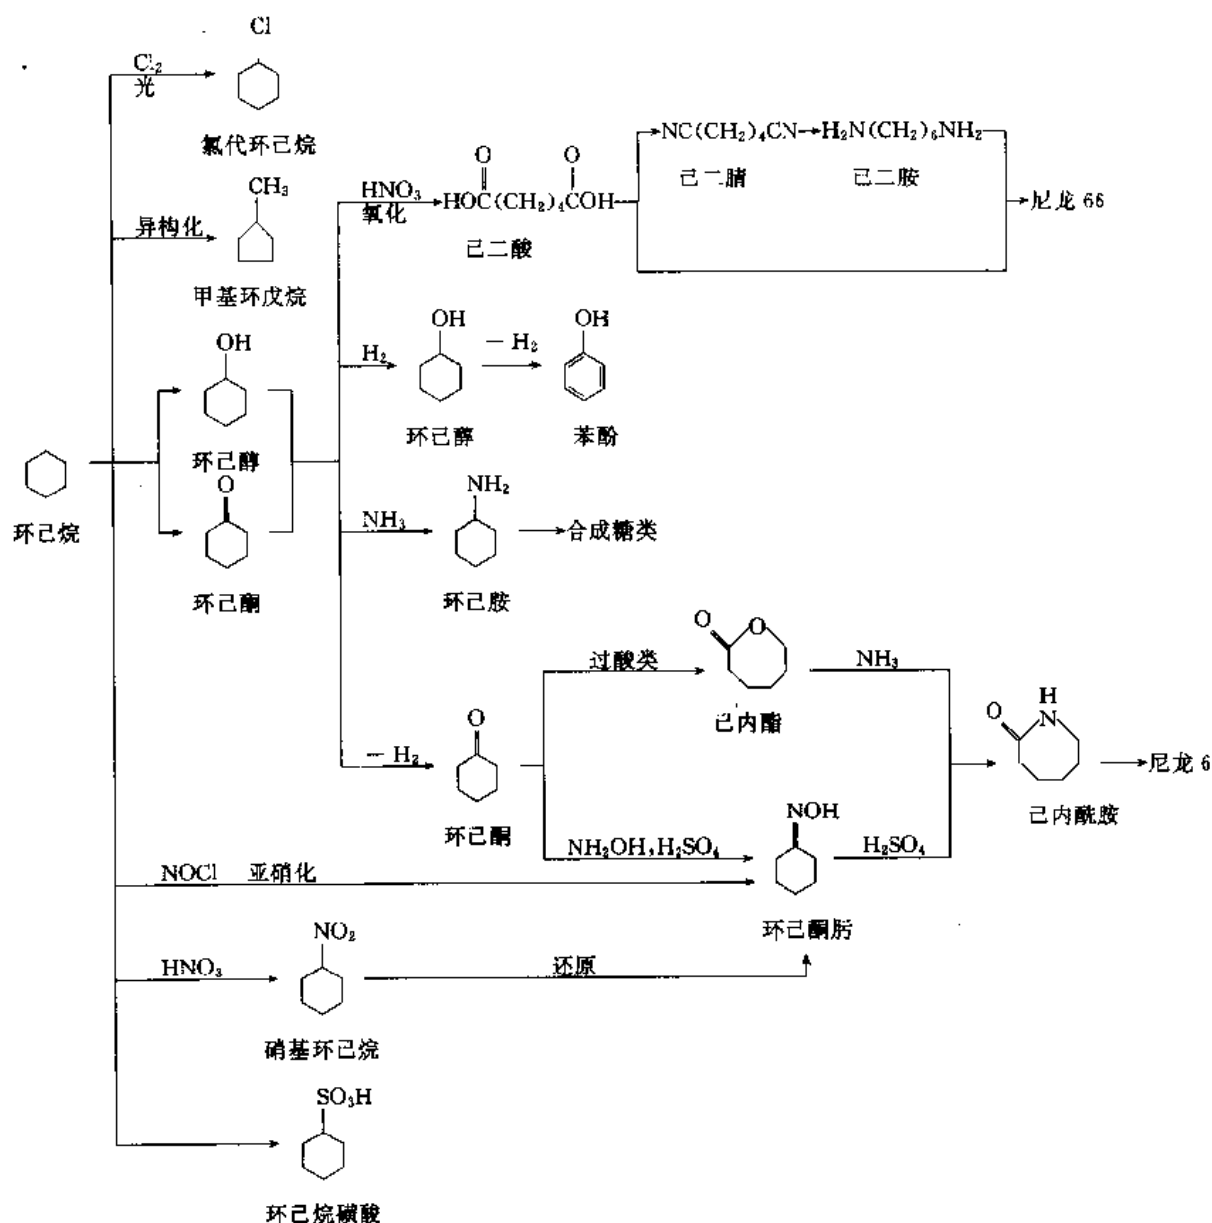 Cl
Cl₂
光
氯代环己烷
CH₃
异构化
甲基环戊烷
HNO₃
氧化
O O
HOC(CH₂)₄COH
己二酸
NC(CH₂)₄CN→H₂N(CH₂)₆NH₂
己二腈 己二胺
尼龙 66
OH
环己醇
O
环己酮
环己烷
H₂
OH
环己醇
－ H₂
OH
苯酚
NH₃
NH₂
环己胺
合成糖类
－ H₂
O
环己酮
过酸类
O O
己内酯
NH₃
NH₂OH,H₂SO₄
NOH
环己酮肟
H₂SO₄
H
O N
己内酰胺
尼龙 6
NOCl 亚硝化
HNO₃
NO₂
硝基环己烷
还原
SO₃H
环己烷磺酸